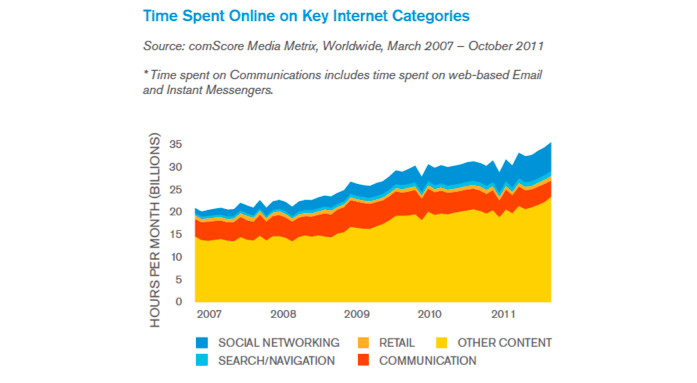 Time Spent Online on Key Internet Categories
Source: comScore Media Metrix, Worldwide, March 2007 – October 2011
*Time spent on Communications includes time spent on web-based Email
and Instant Messengers.
HOURS PER MONTH (BILLIONS)
35
30
25
20
15
10
5
0
2007 2008 2009 2010 2011
SOCIAL NETWORKING RETAIL OTHER CONTENT
SEARCH/NAVIGATION COMMUNICATION